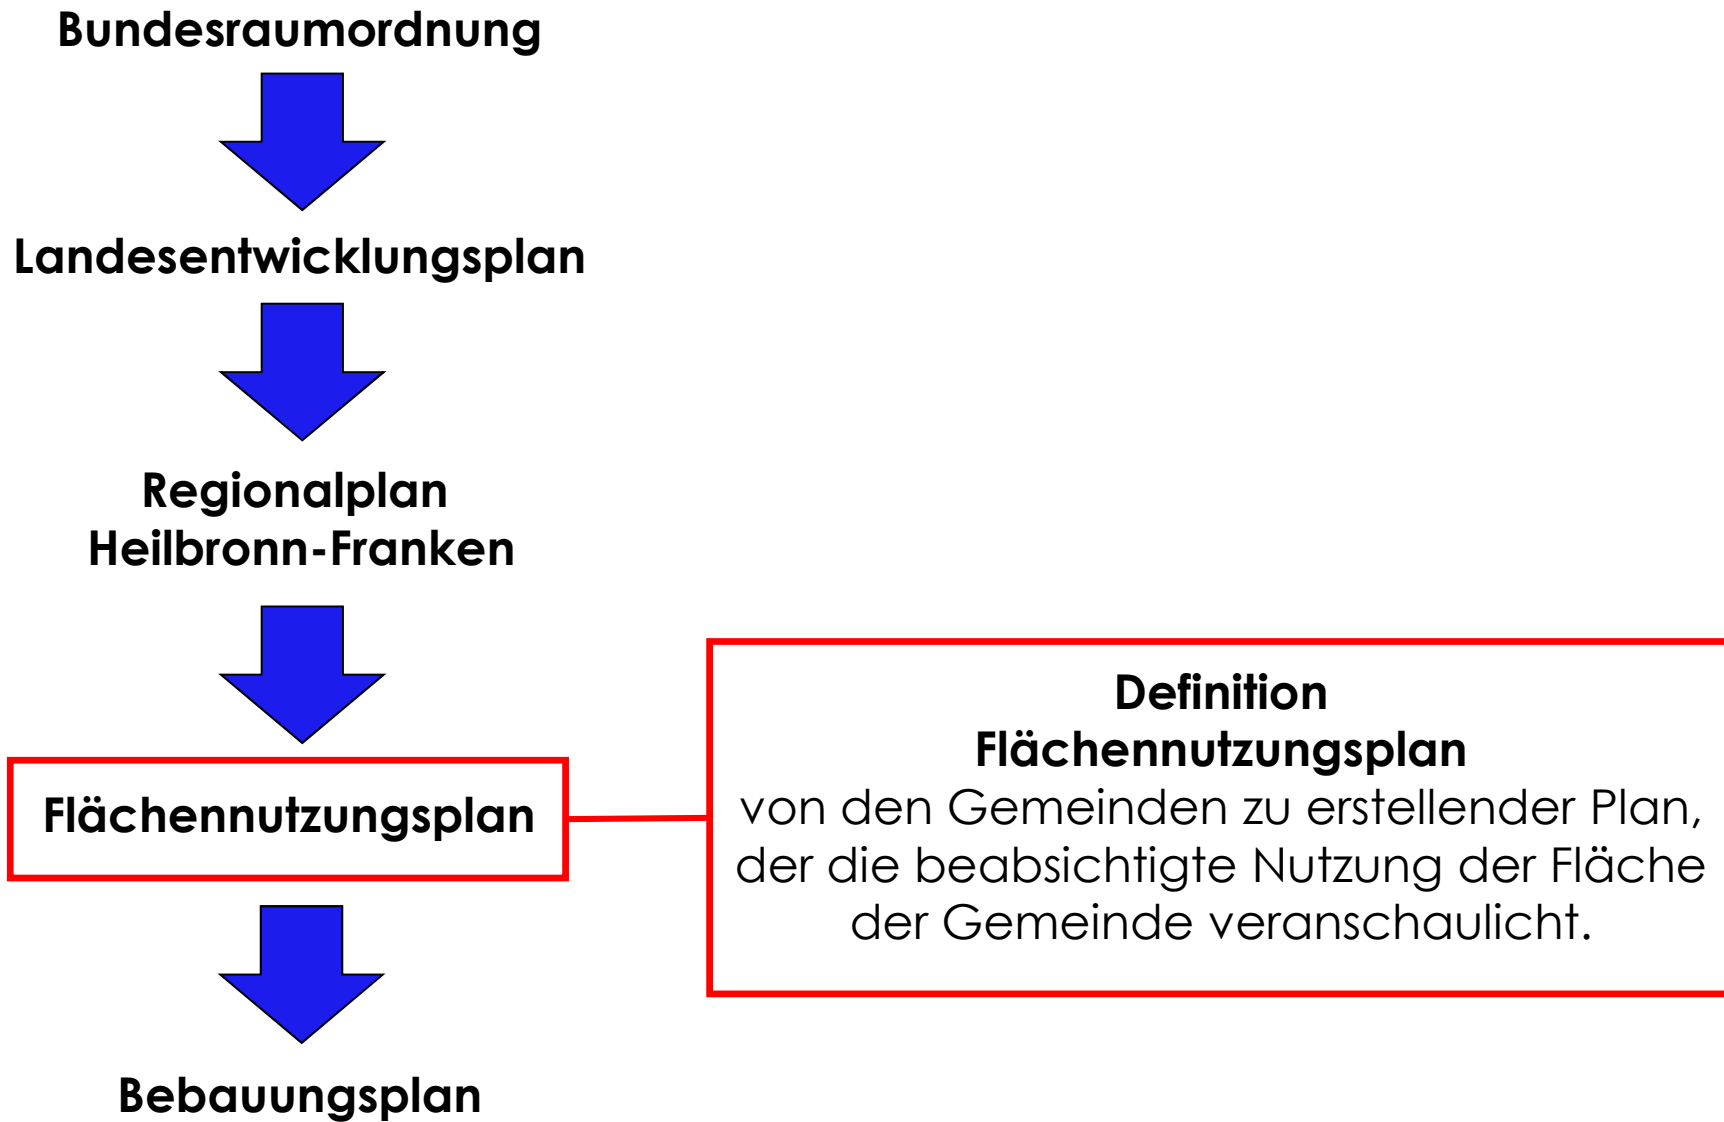 Bundesraumordnung
Landesentwicklungsplan
Regionalplan
Heilbronn-Franken
Flächennutzungsplan
Definition
Flächennutzungsplan
von den Gemeinden zu erstellender Plan,
der die beabsichtigte Nutzung der Fläche
der Gemeinde veranschaulicht.
Bebauungsplan